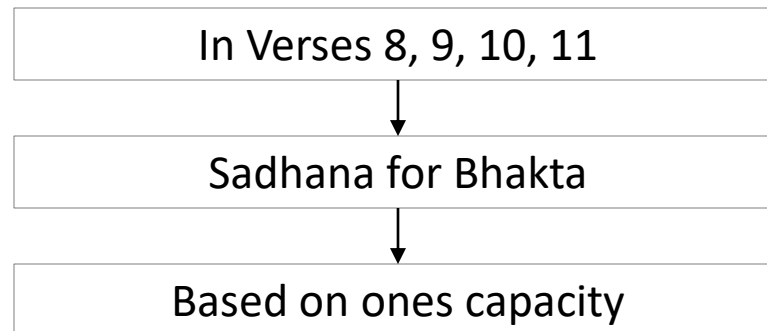 In Verses 8, 9, 10, 11
Sadhana for Bhakta
Based on ones capacity